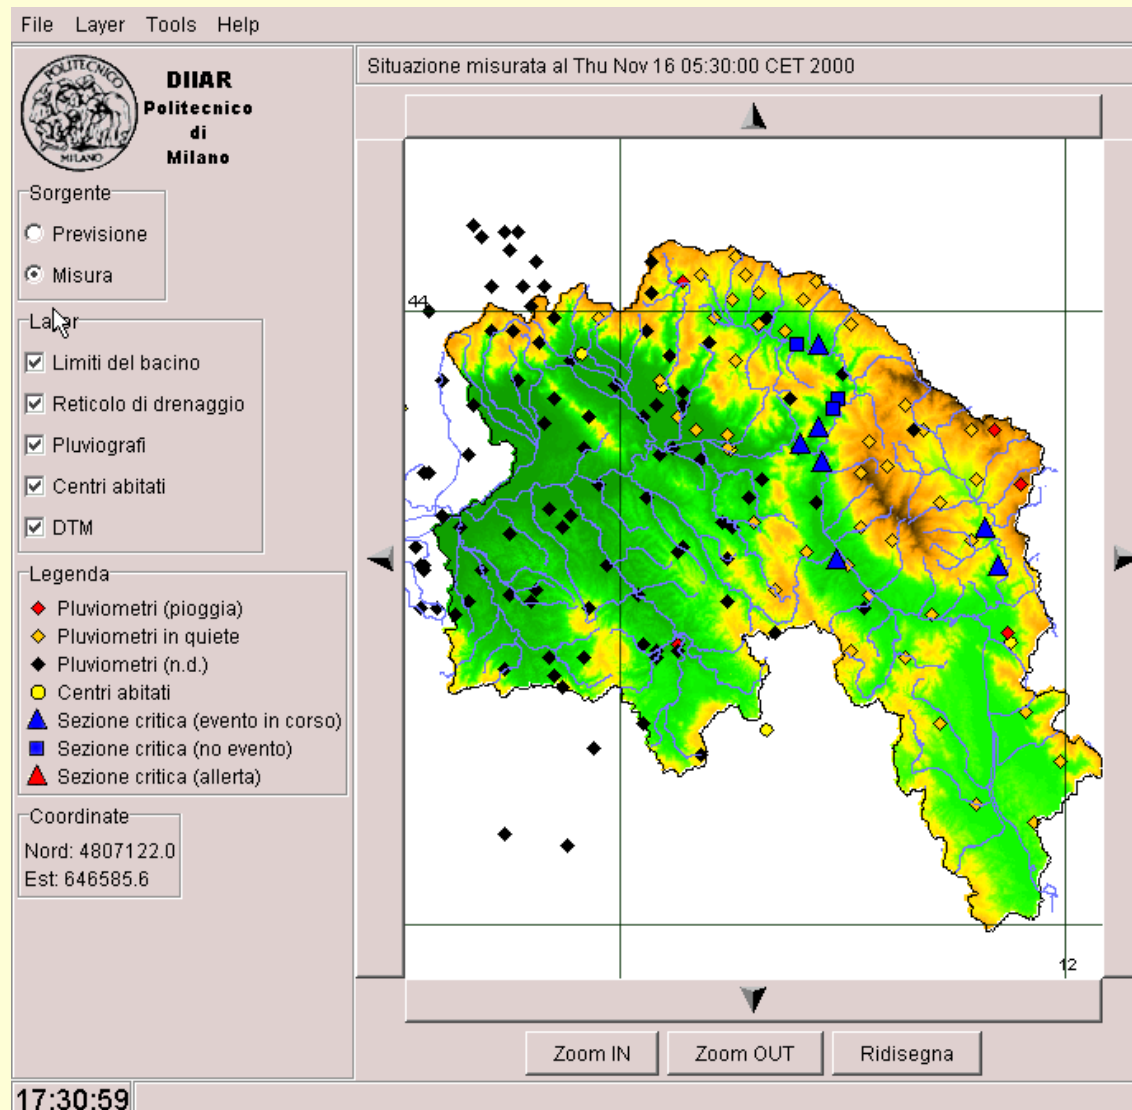 File Layer Tools Help
POLITECNICO
MILANO
DIIAR
Politecnico
di
Milano
Situazione misurata al Thu Nov 16 05:30:00 CET 2000
Sorgente
Previsione
Misura
Limiti del bacino
Reticolo di drenaggio
Pluviografi
Centri abitati
DTM
Legenda
Pluviometri (pioggia)
Pluviometri in quiete
Pluviometri (n.d.)
Centri abitati
Sezione critica (evento in corso)
Sezione critica (no evento)
Sezione critica (allerta)
Coordinate
Nord: 4807122.0
Est: 646585.6
44
12
Zoom IN Zoom OUT Ridisegna
17:30:59